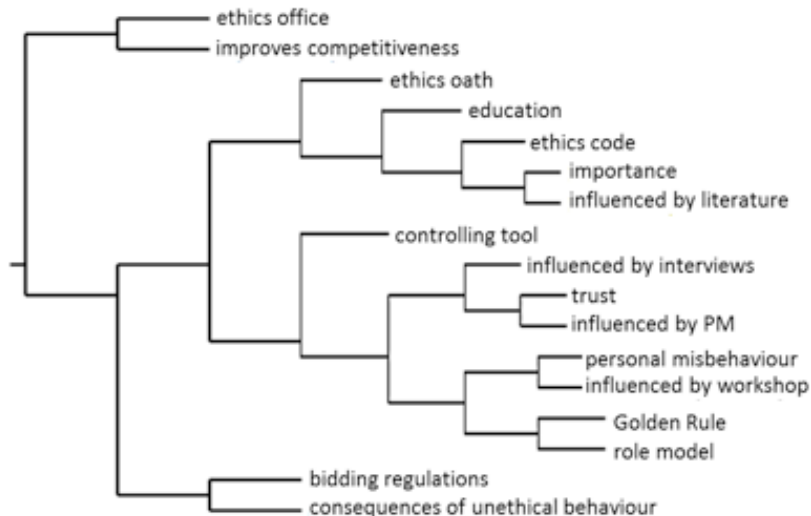 ethics office
improves competitiveness
ethics oath
education
ethics code
importance
influenced by literature
controlling tool
influenced by interviews
trust
influenced by PM
personal misbehaviour
influenced by workshop
Golden Rule
role model
bidding regulations
consequences of unethical behaviour